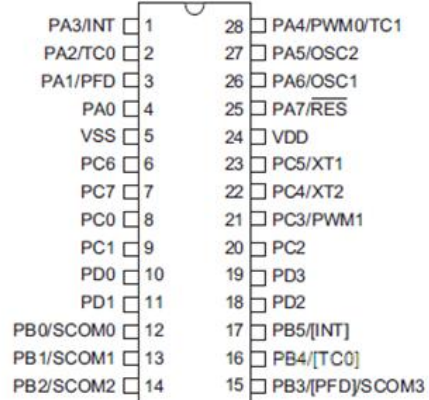 PA3/INT 1 28 PA4/PWM0/TC1
PA2/TC0 2 27 PA5/OSC2
PA1/PFD 3 26 PA6/OSC1
PA0 4 25 PA7/RES
VSS 5 24 VDD
PC6 6 23 PC5/XT1
PC7 7 22 PC4/XT2
PC0 8 21 PC3/PWM1
PC1 9 20 PC2
PD0 10 19 PD3
PD1 11 18 PD2
PB0/SCOM0 12 17 PB5/[INT]
PB1/SCOM1 13 16 PB4/[TC0]
PB2/SCOM2 14 15 PB3/[PFD]/SCOM3